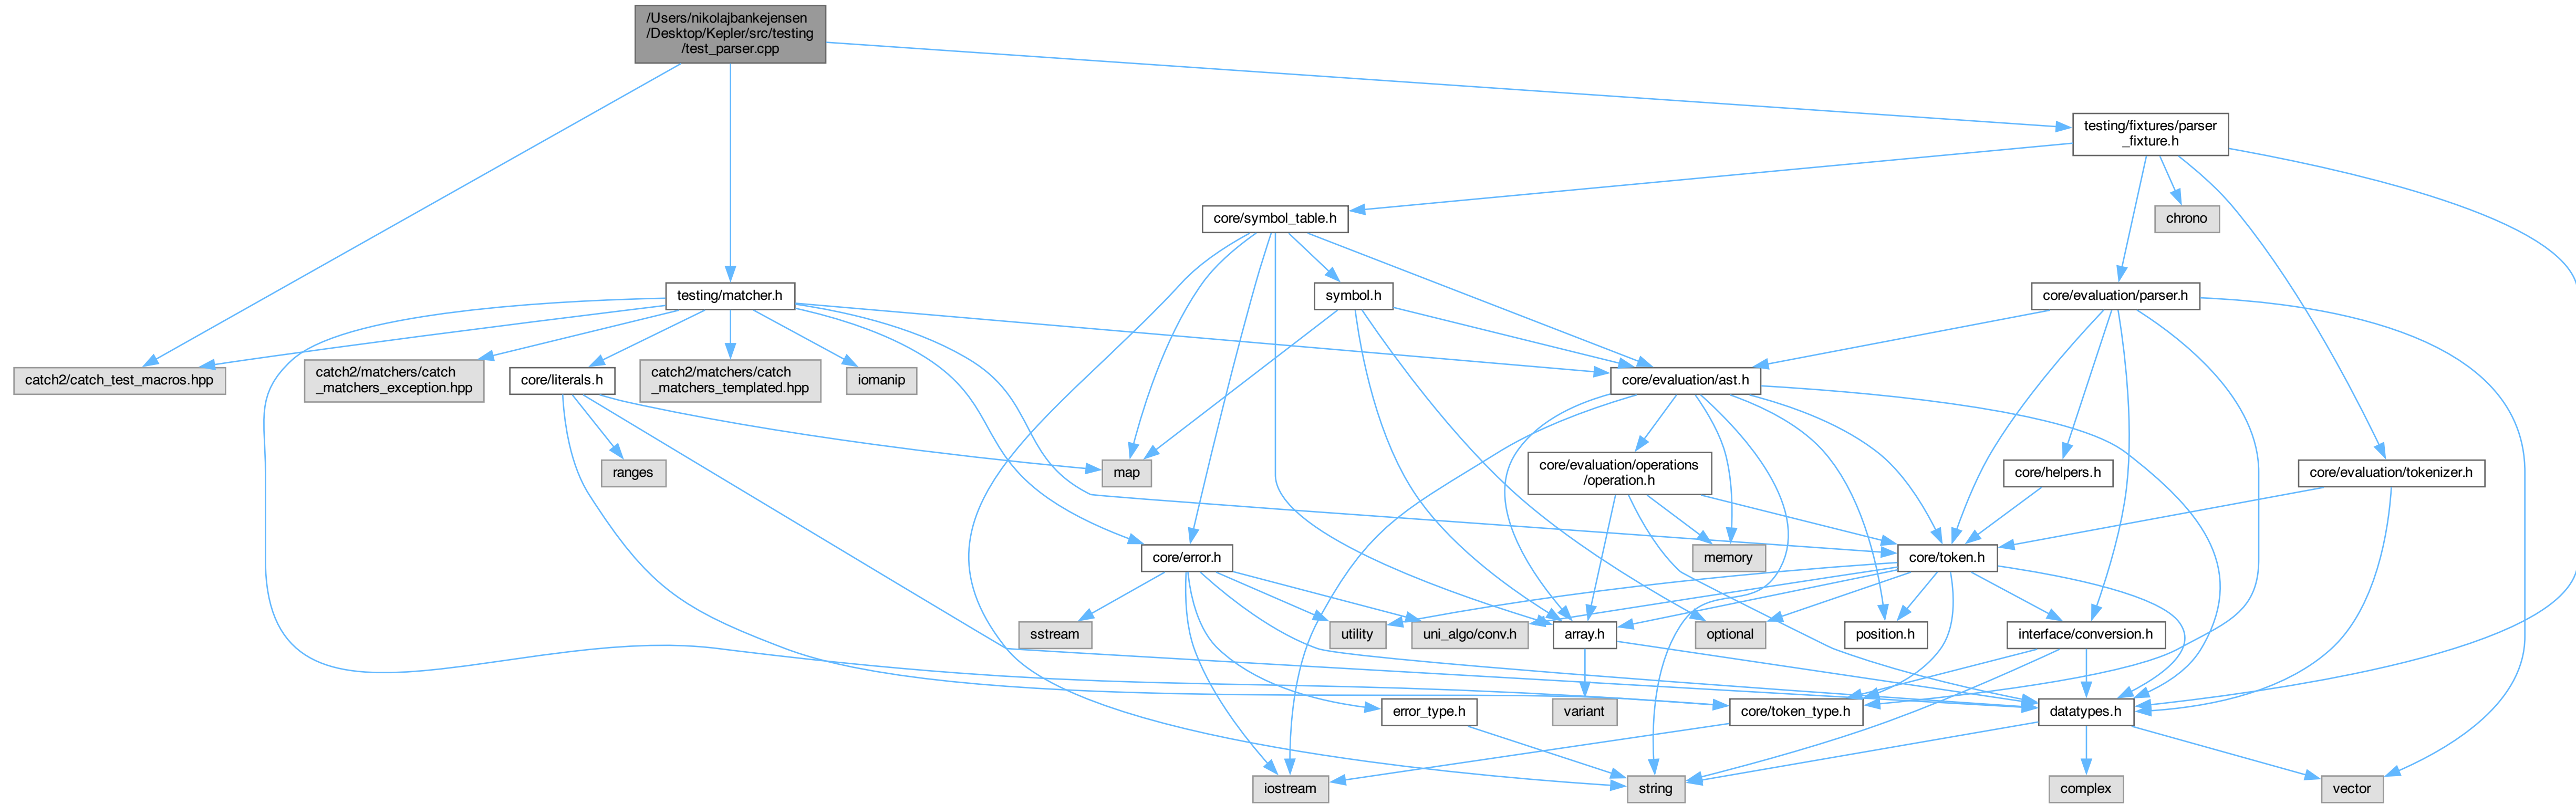 /Users/nikolajbankejensen
/Desktop/Kepler/src/testing
/test_parser.cpp
testing/fixtures/parser
_fixture.h
core/symbol_table.h
chrono
testing/matcher.h
symbol.h
core/evaluation/parser.h
catch2/catch_test_macros.hpp
catch2/matchers/catch
_matchers_exception.hpp
core/literals.h
catch2/matchers/catch
_matchers_templated.hpp
iomanip
core/evaluation/ast.h
ranges
map
core/evaluation/operations
/operation.h
core/helpers.h
core/evaluation/tokenizer.h
core/error.h
memory
core/token.h
sstream
utility
uni_algo/conv.h
array.h
optional
position.h
interface/conversion.h
error_type.h
variant
core/token_type.h
datatypes.h
iostream
string
complex
vector